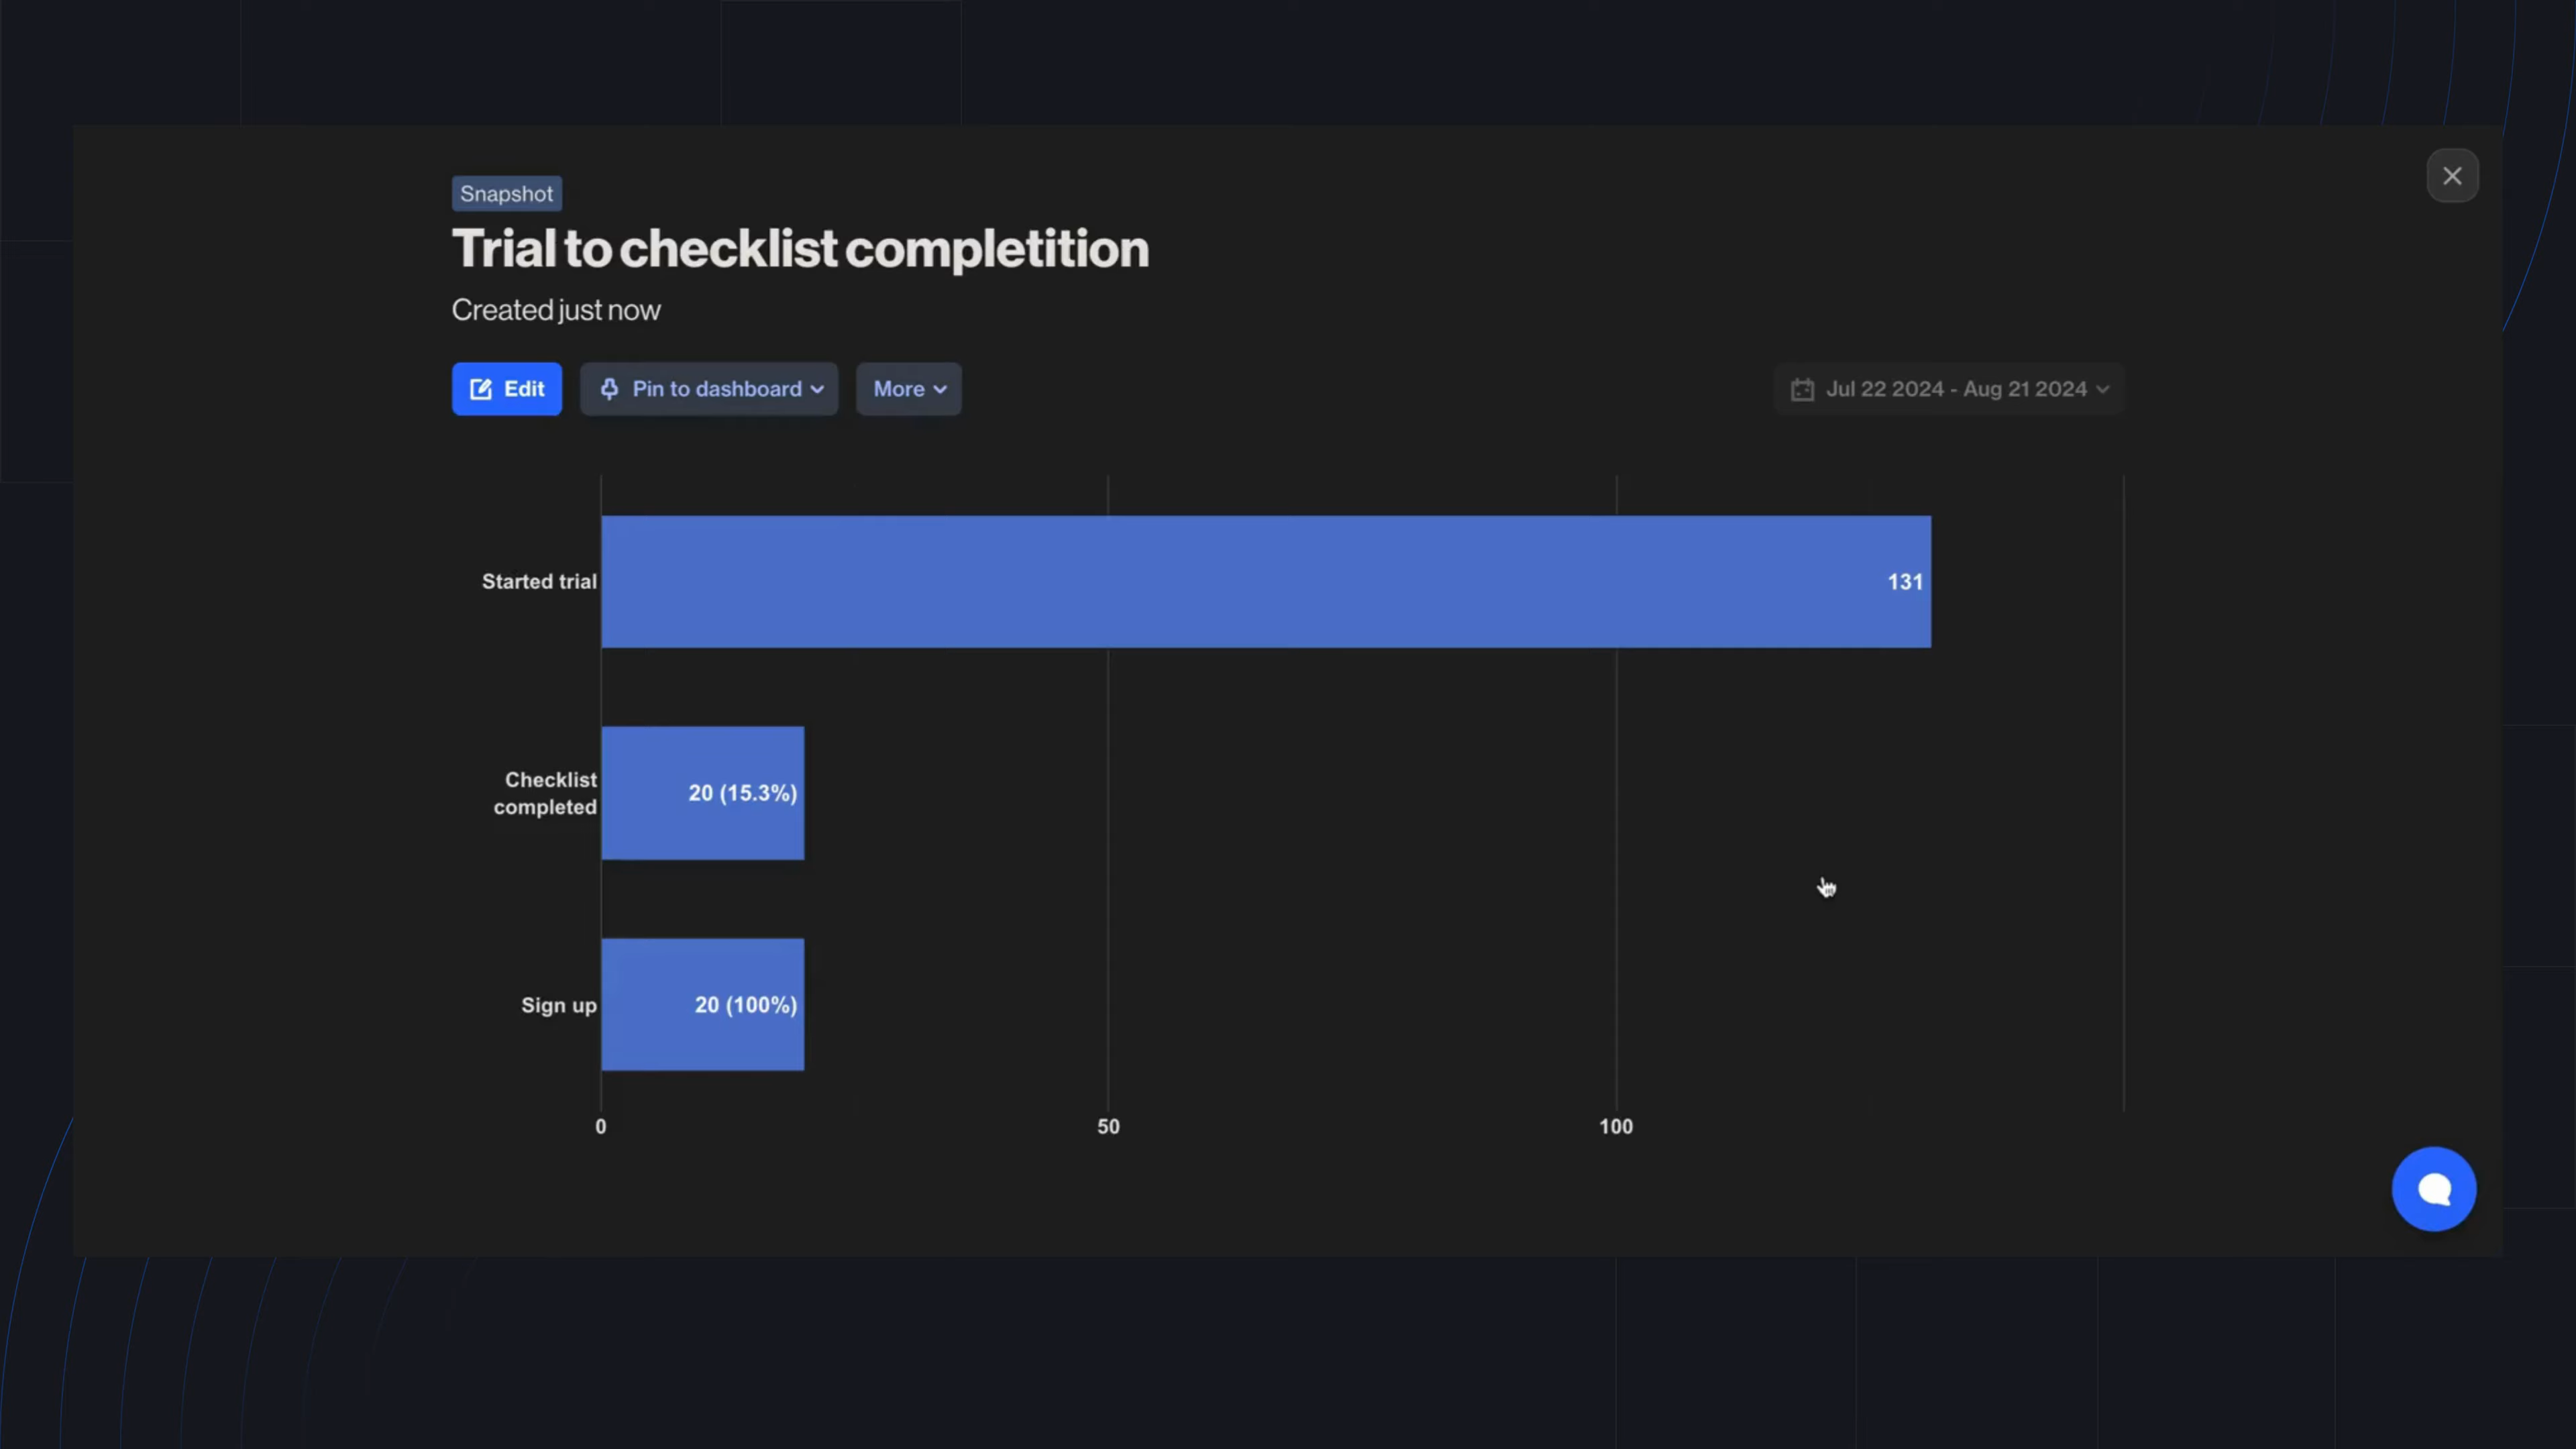 Snapshot
Trial to checklist completition
Created just now
Edit
Pin to dashboard
More
Jul 22 2024 - Aug 21 2024
Started trial
131
Checklist
completed
20 (15.3%)
Sign up
20 (100%)
0
50
100